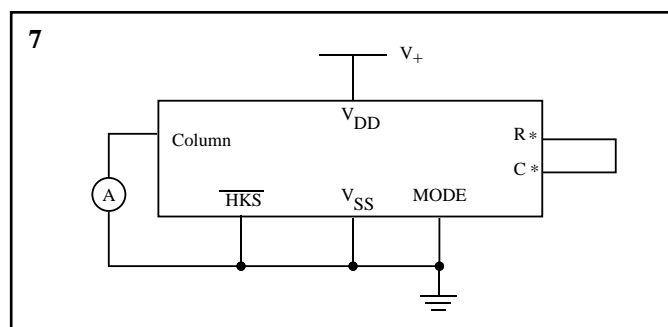 7
V+
VDD
Column
R*
C*
A
HKS
VSS
MODE